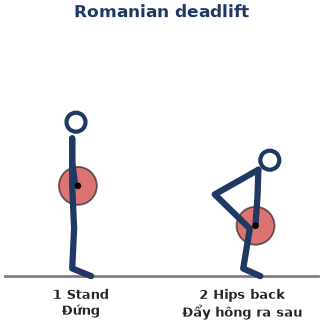 Romanian deadlift
1 Stand
Đứng
2 Hips back
Đẩy hông ra sau